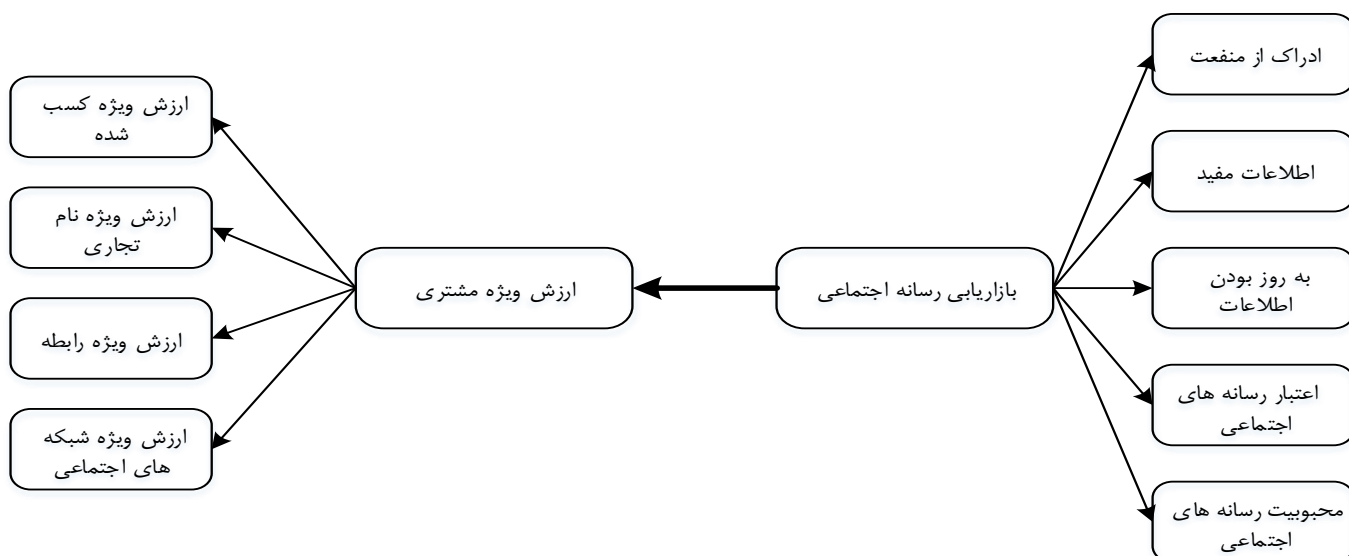 ادراک از منفعت
اطلاعات مفید
به روز بودن
اطلاعات
اعتبار رسانه های
اجتماعی
محبوبیت رسانه های
اجتماعی
بازاریابی رسانه اجتماعی
ارزش ویژه مشتری
ارزش ویژه کسب
شده
ارزش ویژه نام
تجاری
ارزش ویژه رابطه
ارزش ویژه شبکه
های اجتماعی